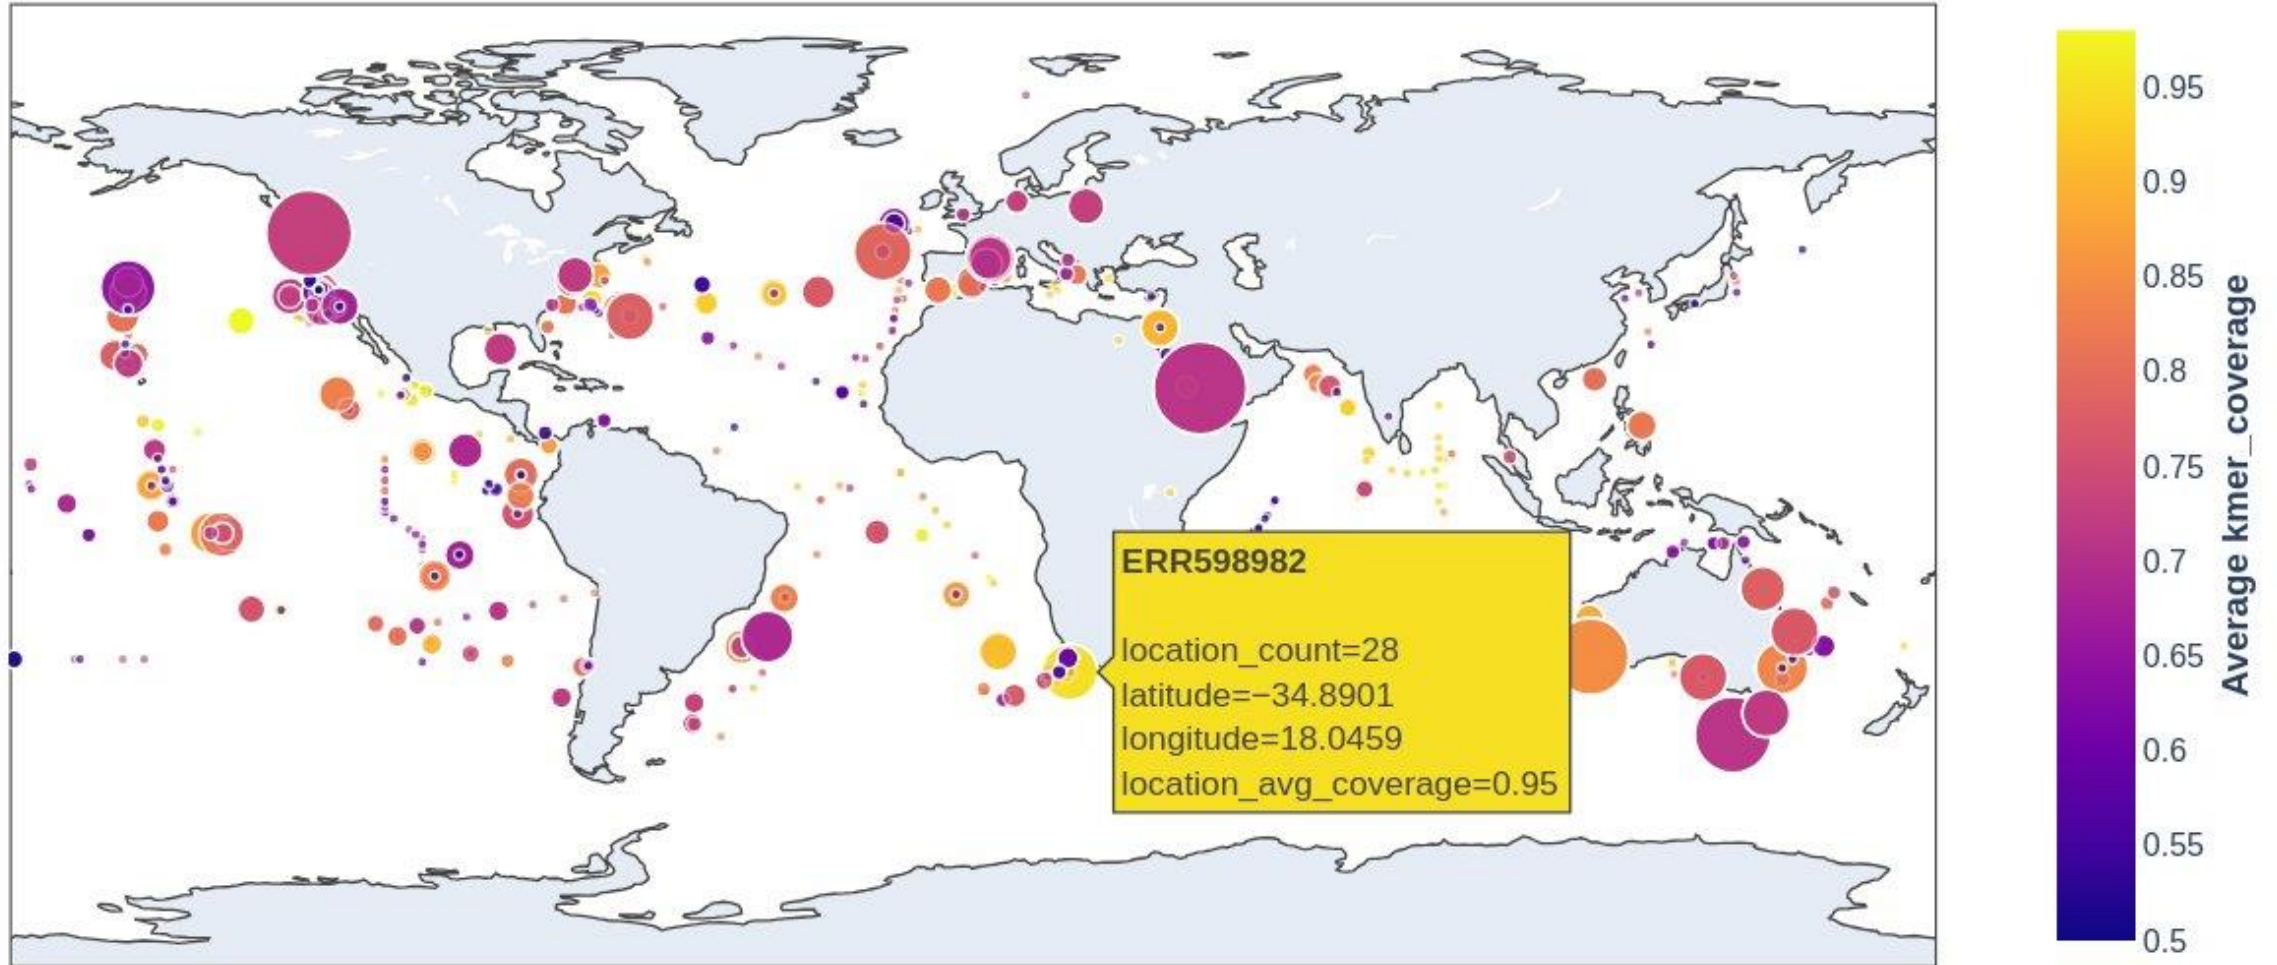 ERR598982
location_count=28
latitude=−34.8901
longitude=18.0459
location_avg_coverage=0.95
0.95
0.9
0.85
0.8
0.75
0.7
0.65
0.6
0.55
0.5
Average kmer_coverage